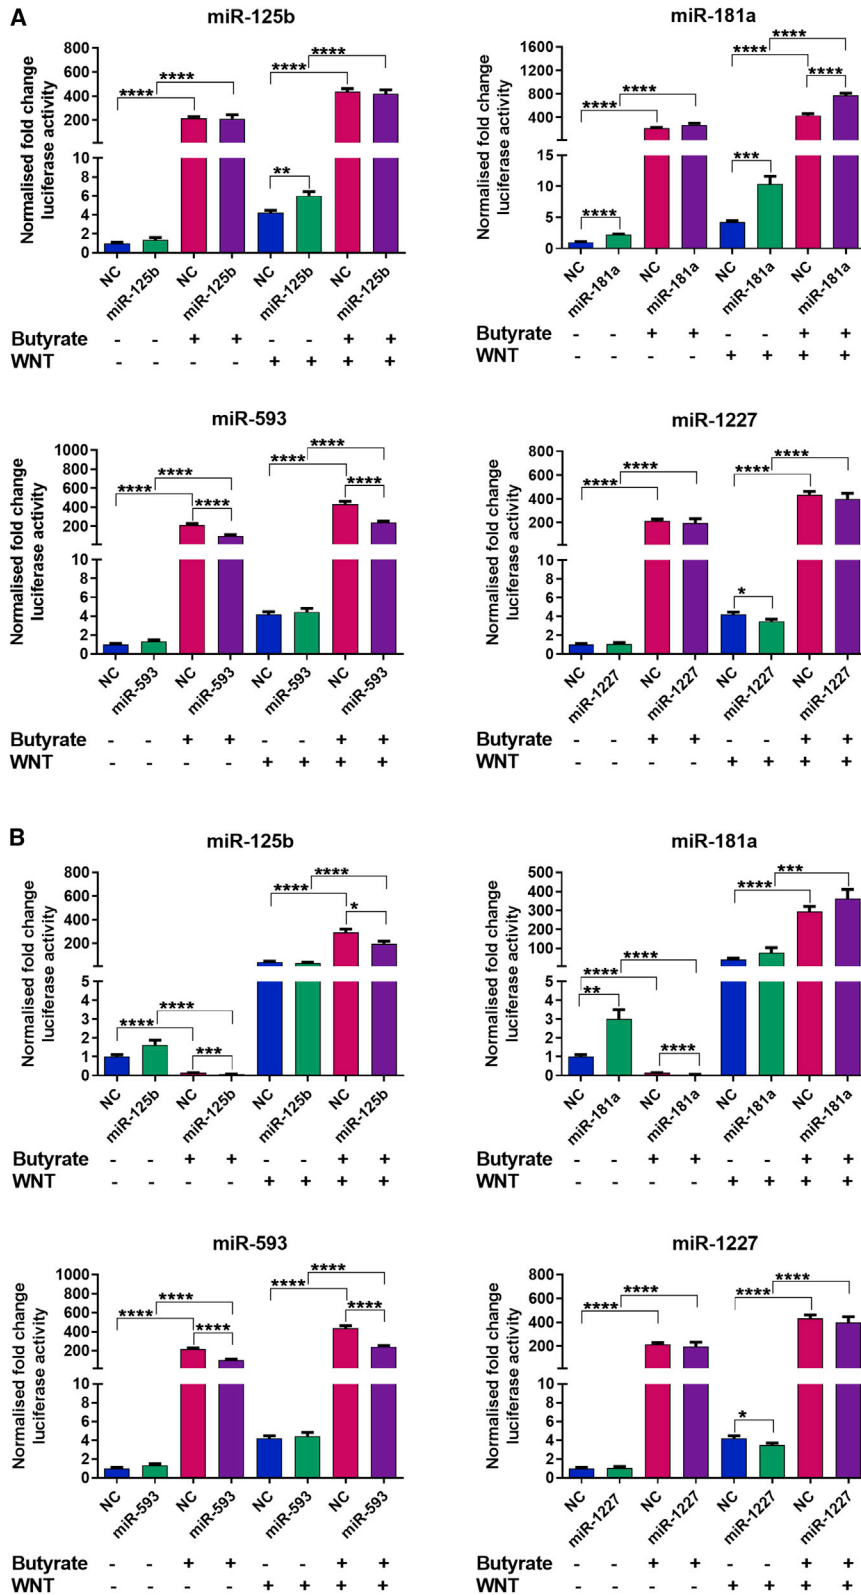 A
miR-125b
Normalised fold change
luciferase activity
800
600
400
200
10
8
6
4
2
0
****
****
**
****
****
NC
miR-125b
NC
miR-125b
NC
miR-125b
NC
miR-125b
Butyrate - - + + - - + +
WNT - - - - + + + +
miR-181a
Normalised fold change
luciferase activity
1600
1200
800
400
15
10
5
0
****
****
****
***
****
****
****
NC
miR-181a
NC
miR-181a
NC
miR-181a
NC
miR-181a
Butyrate - - + + - - + +
WNT - - - - + + + +
miR-593
Normalised fold change
luciferase activity
1000
800
600
400
200
10
8
6
4
2
0
****
****
****
****
****
****
NC
miR-593
NC
miR-593
NC
miR-593
NC
miR-593
Butyrate - - + + - - + +
WNT - - - - + + + +
miR-1227
Normalised fold change
luciferase activity
800
600
400
200
10
8
6
4
2
0
****
****
*
****
****
NC
miR-1227
NC
miR-1227
NC
miR-1227
NC
miR-1227
Butyrate - - + + - - + +
WNT - - - - + + + +
B
miR-125b
Normalised fold change
luciferase activity
800
600
400
200
5
4
3
2
1
0
****
****
***
****
****
*
NC
miR-125b
NC
miR-125b
NC
miR-125b
NC
miR-125b
Butyrate - - + + - - + +
WNT - - - - + + + +
miR-181a
Normalised fold change
luciferase activity
500
400
300
200
100
5
4
3
2
1
0
**
****
****
****
****
***
NC
miR-181a
NC
miR-181a
NC
miR-181a
NC
miR-181a
Butyrate - - + + - - + +
WNT - - - - + + + +
miR-593
Normalised fold change
luciferase activity
1000
800
600
400
200
10
8
6
4
2
0
****
****
****
****
****
****
NC
miR-593
NC
miR-593
NC
miR-593
NC
miR-593
Butyrate - - + + - - + +
WNT - - - - + + + +
miR-1227
Normalised fold change
luciferase activity
800
600
400
200
10
8
6
4
2
0
****
****
*
****
****
NC
miR-1227
NC
miR-1227
NC
miR-1227
NC
miR-1227
Butyrate - - + + - - + +
WNT - - - - + + + +